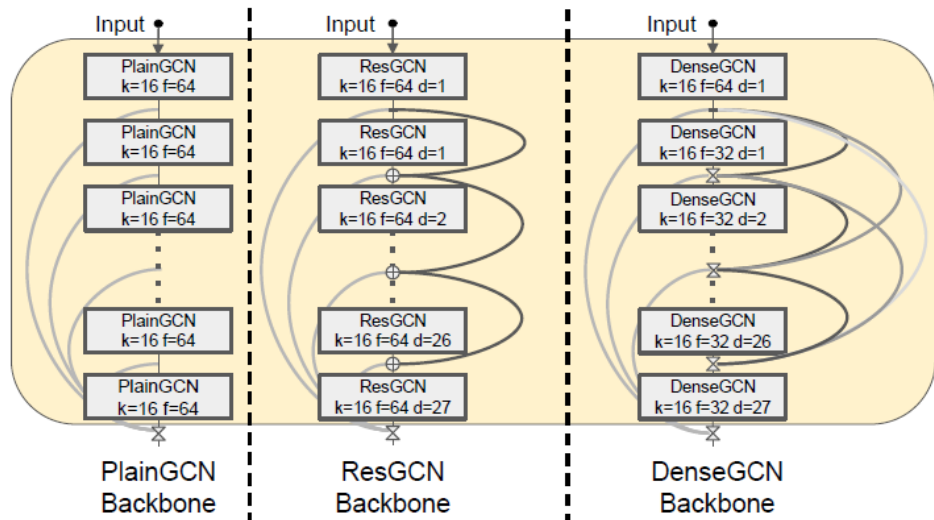 Input
PlainGCN
k=16 f=64
PlainGCN
k=16 f=64
PlainGCN
k=16 f=64
PlainGCN
k=16 f=64
PlainGCN
k=16 f=64
PlainGCN
Backbone
Input
ResGCN
k=16 f=64 d=1
ResGCN
k=16 f=64 d=1
ResGCN
k=16 f=64 d=2
ResGCN
k=16 f=64 d=26
ResGCN
k=16 f=64 d=27
ResGCN
Backbone
Input
DenseGCN
k=16 f=64 d=1
DenseGCN
k=16 f=32 d=1
DenseGCN
k=16 f=32 d=2
DenseGCN
k=16 f=32 d=26
DenseGCN
k=16 f=32 d=27
DenseGCN
Backbone